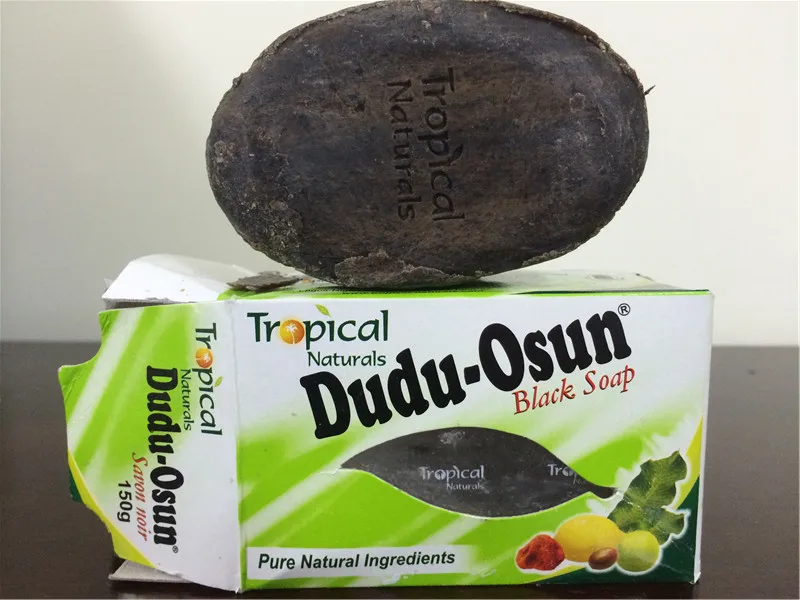 Tropical
Naturals
Tropical
Naturals
Dudu-Osun®
Black Soap
Tropical
Naturals
Tro
Pure Natural Ingredients
Tropical
Naturals
Dudu-Osun®
Savon noir
150g